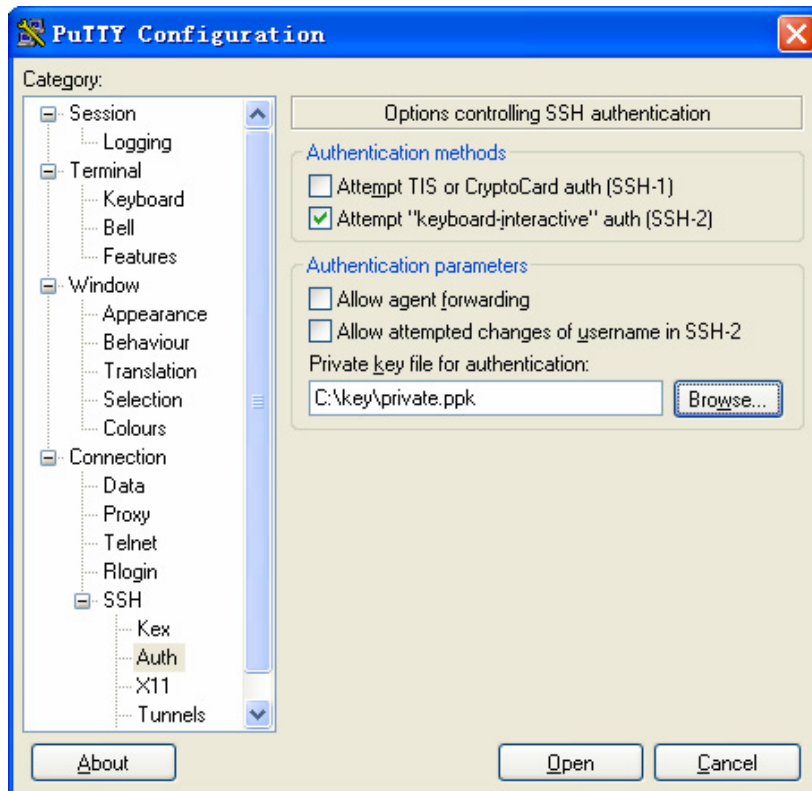 PuTTY Configuration
Category:
Session
Logging
Terminal
Keyboard
Bell
Features
Window
Appearance
Behaviour
Translation
Selection
Colours
Connection
Data
Proxy
Telnet
Rlogin
SSH
Kex
Auth
X11
Tunnels
Options controlling SSH authentication
Authentication methods
Attempt TIS or CryptoCard auth (SSH-1)
Attempt "keyboard-interactive" auth (SSH-2)
Authentication parameters
Allow agent forwarding
Allow attempted changes of username in SSH-2
Private key file for authentication:
C:\key\private.ppk
Browse...
About
Open
Cancel